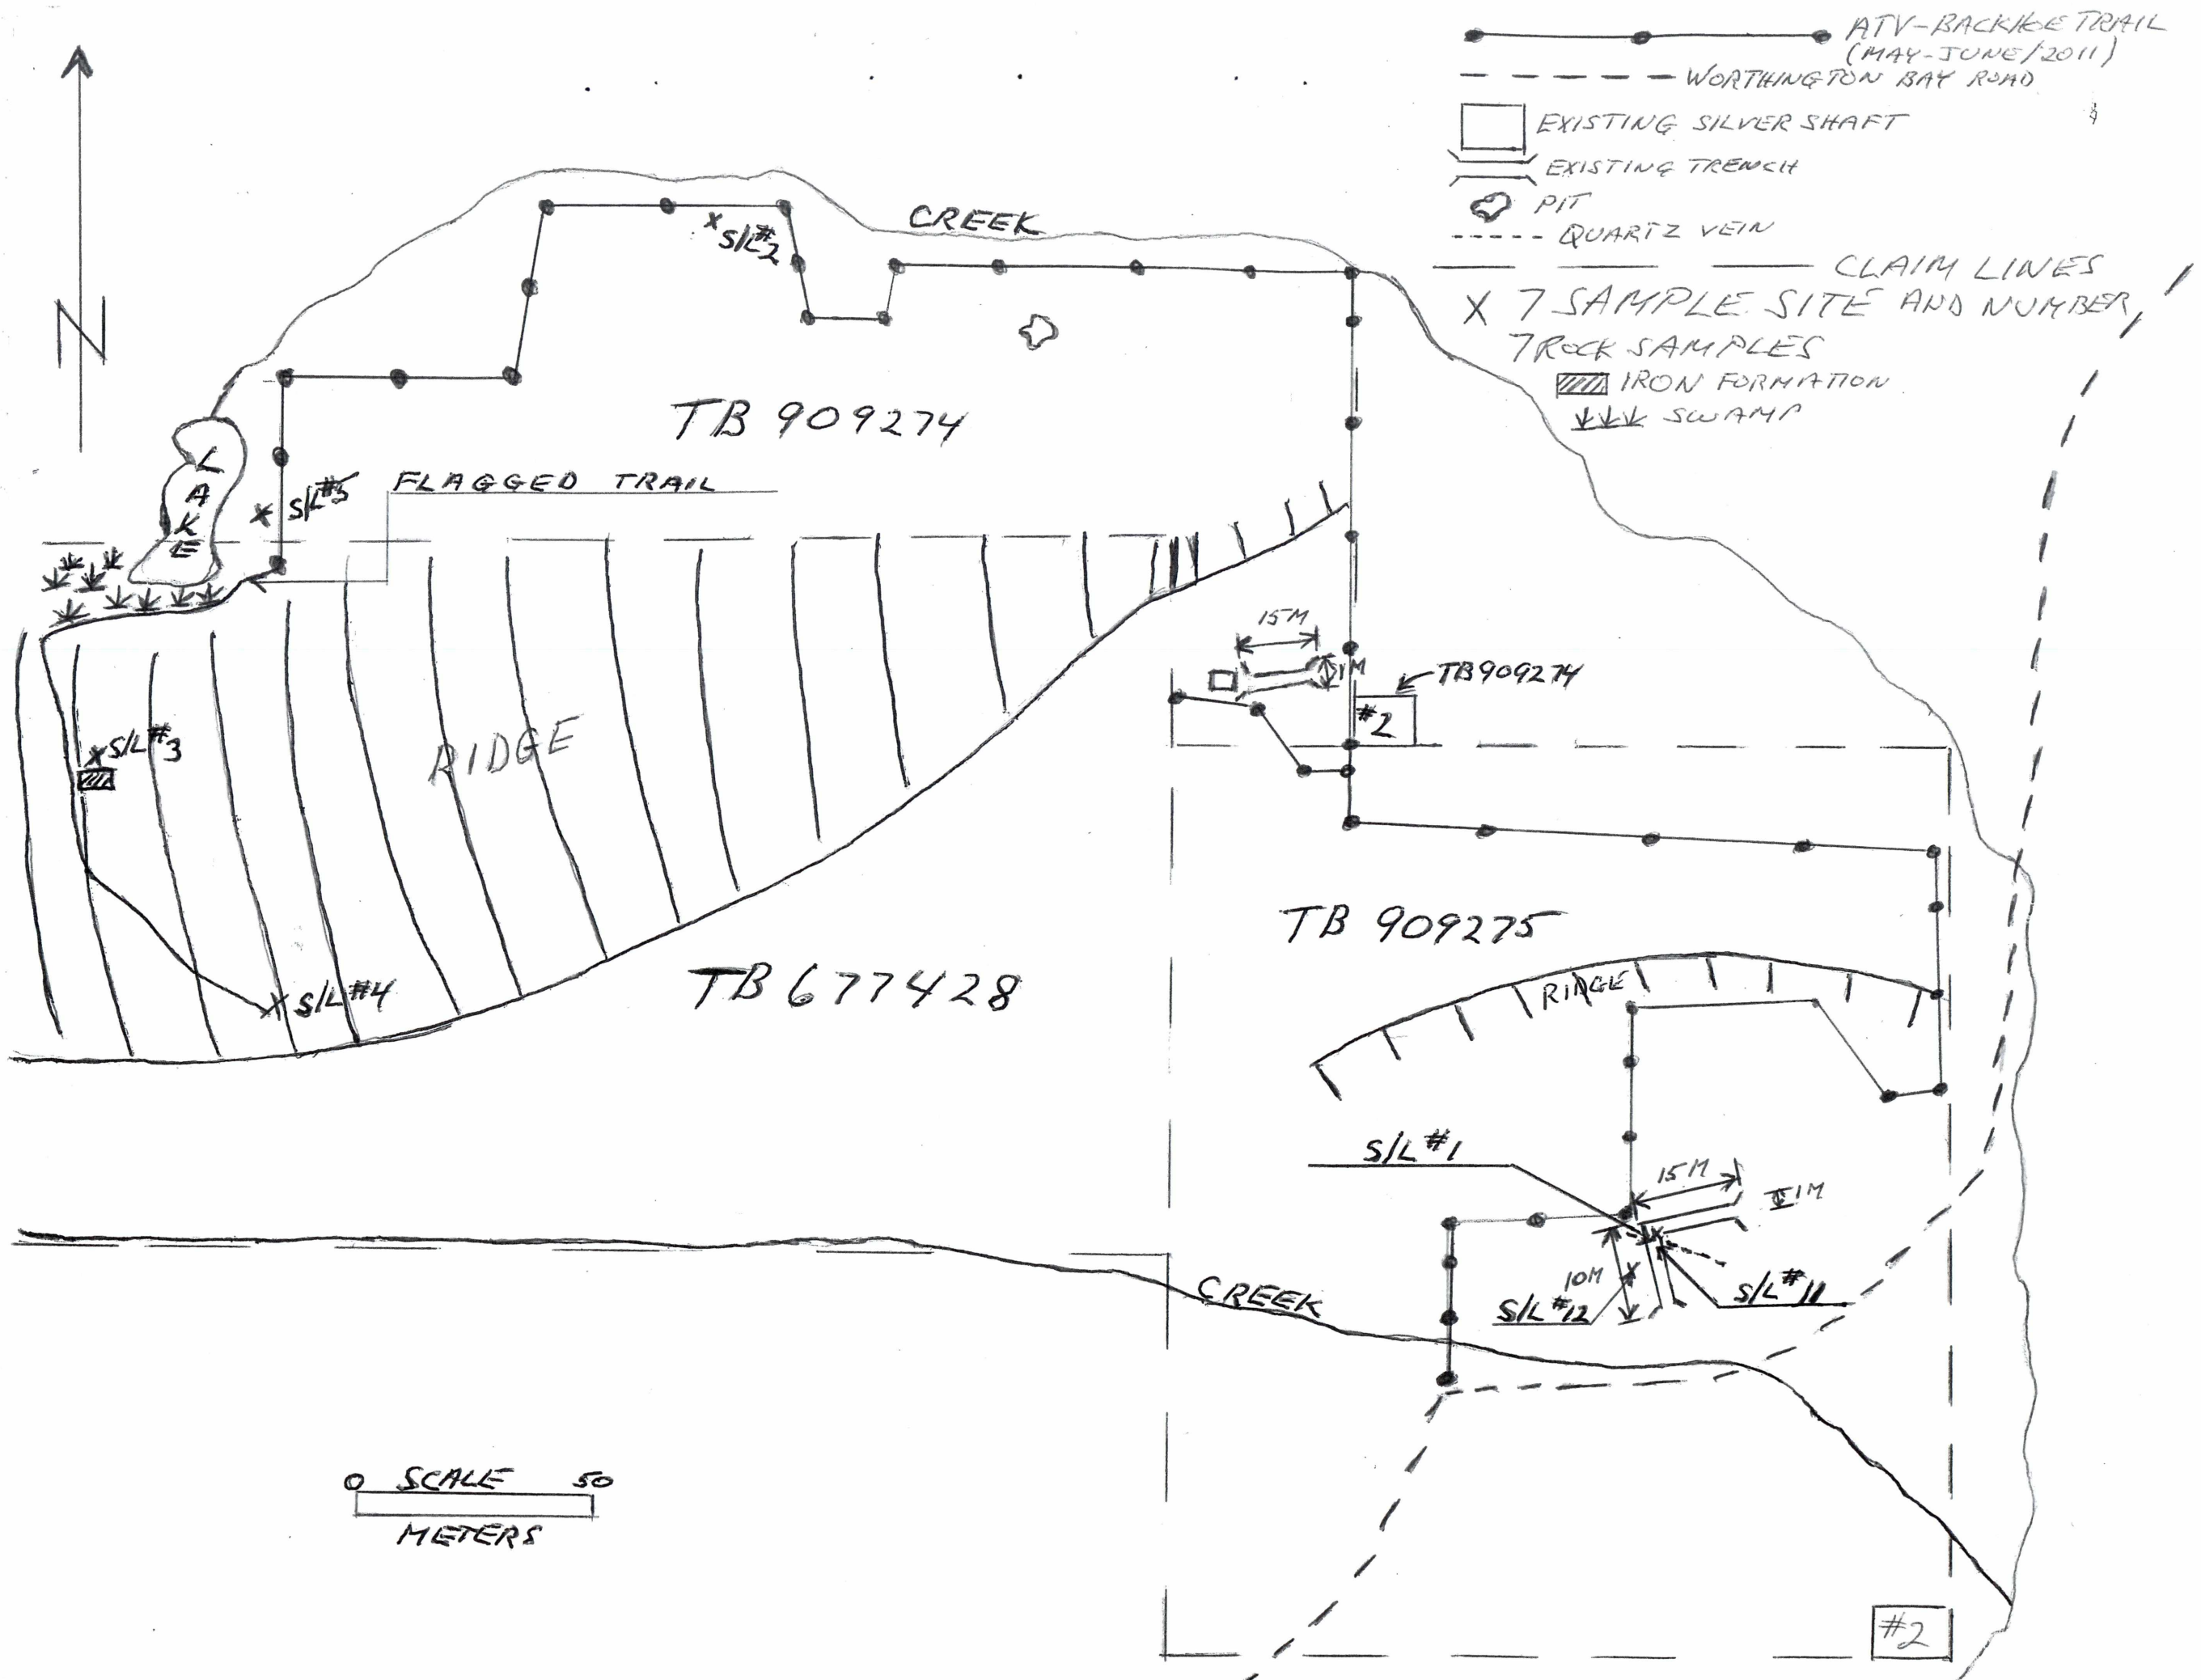 ATV-BACKHOE TRAIL
(MAY-JUNE/2011)
WORTHINGTON BAY ROAD
EXISTING SILVER SHAFT
EXISTING TRENCH
PIT
QUARTZ VEIN
CLAIM LINES
X 7 SAMPLE SITE AND NUMBER,
7 ROCK SAMPLES
IRON FORMATION
SWAMP
N
CREEK
S/L#2
TB 909274
LAKE
S/L#5
FLAGGED TRAIL
15M
1M
TB909274
#2
S/L#3
RIDGE
TB 909275
TB 677428
S/L#4
RIDGE
S/L#1
15M
1M
10M
CREEK
S/L#12
S/L#11
0 SCALE 50
METERS
#2